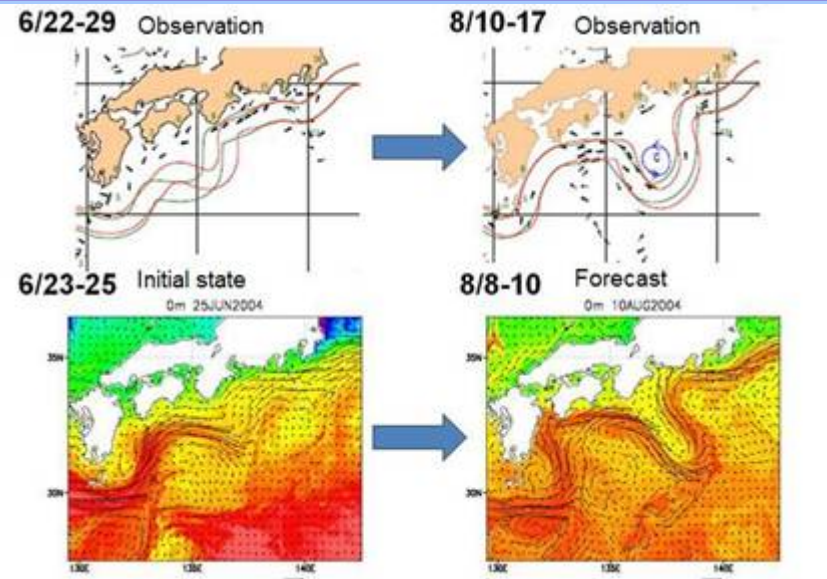 6/22-29 Observation
8/10-17 Observation
C
6/23-25 Initial state
0m 25JUN2004
8/8-10 Forecast
0m 10AUG2004
35N
30N
130E 135E 140E
35N
30N
130E 135E 140E